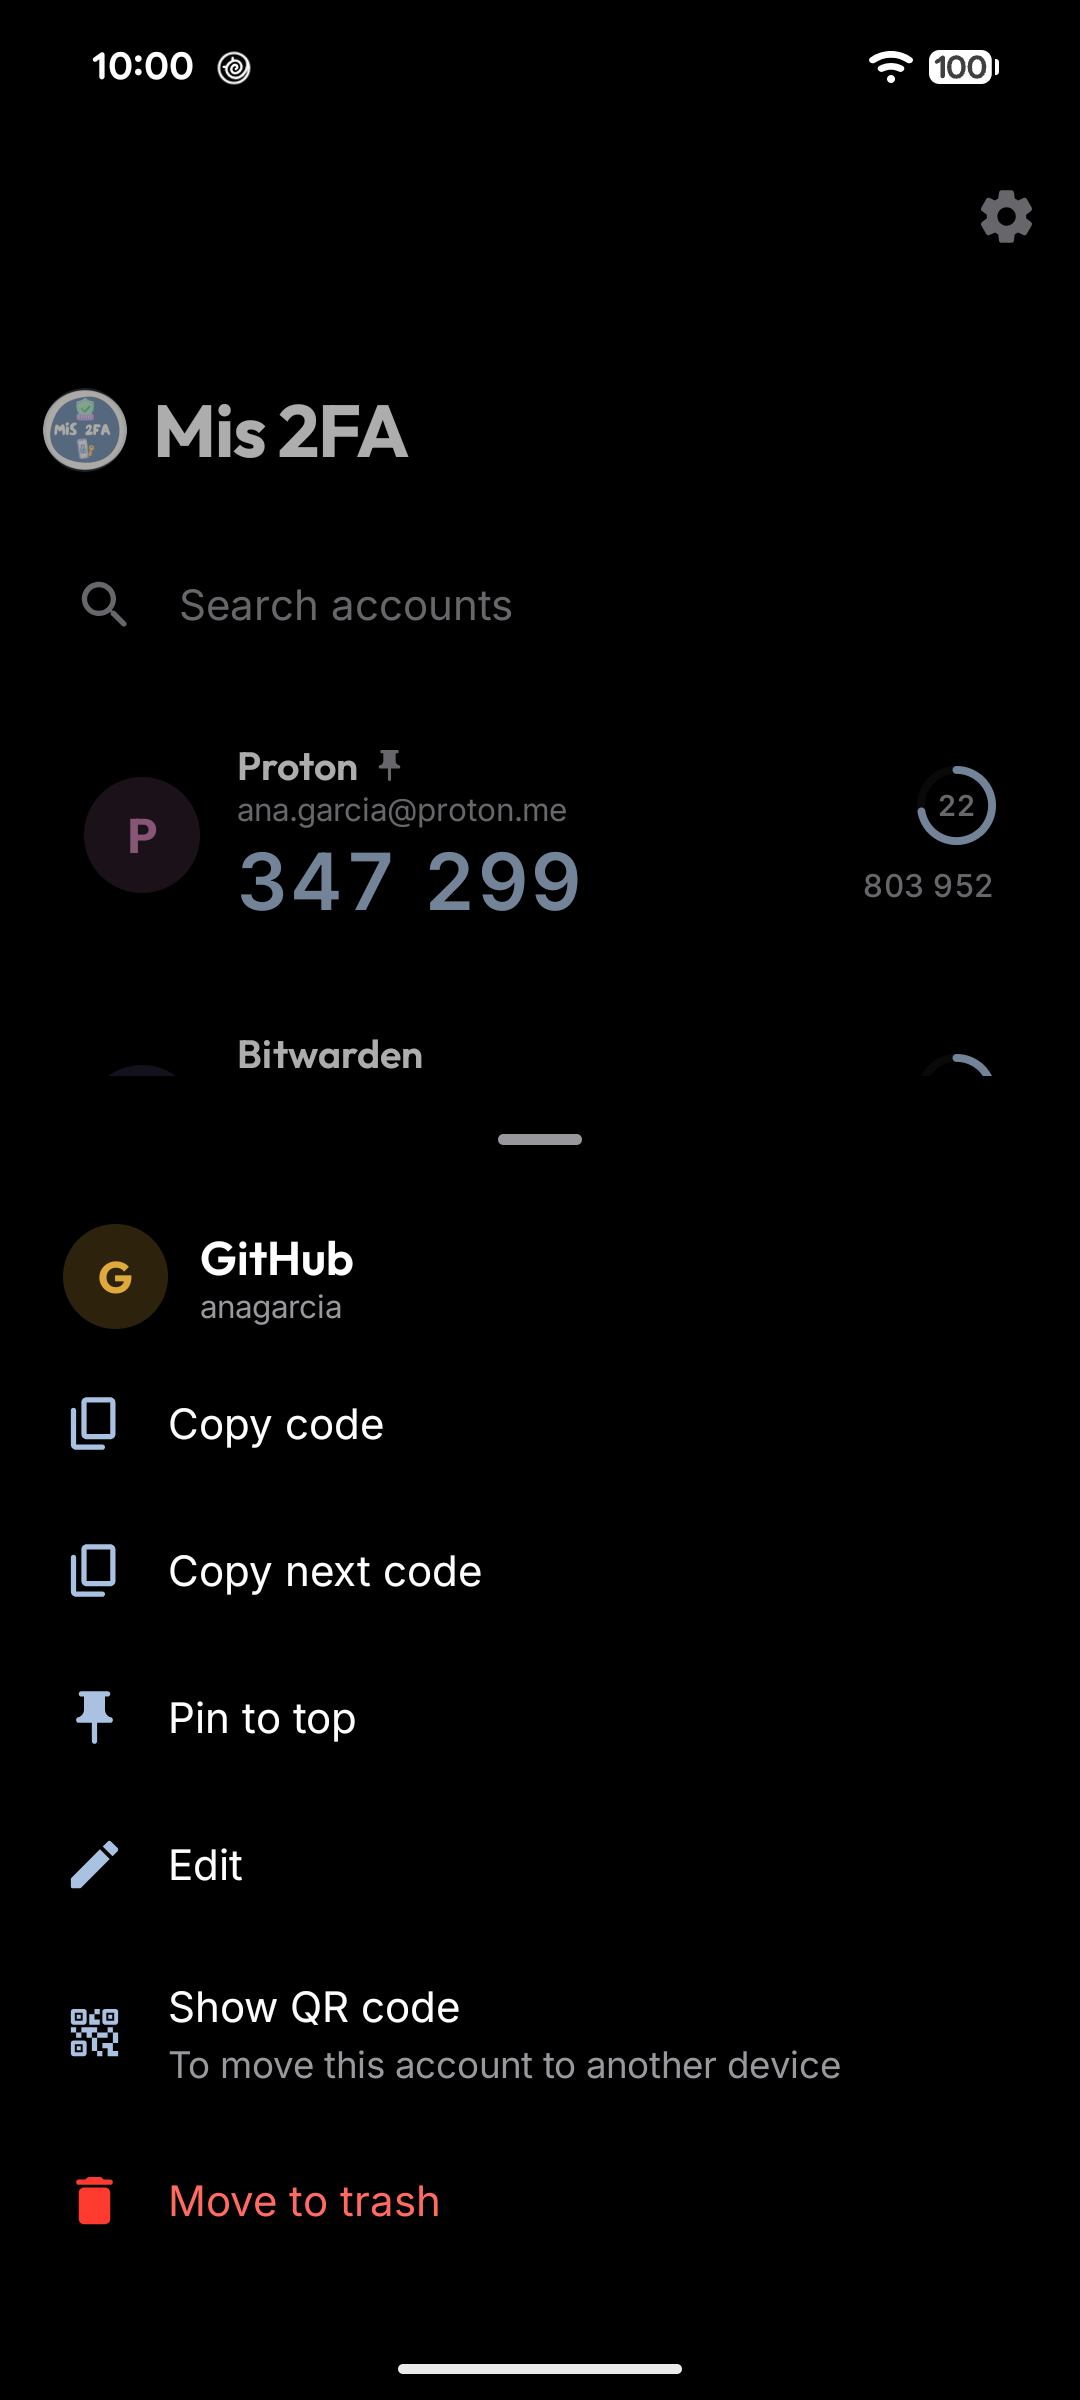 10:00
100
MiS 2FA
Mis 2FA
Search accounts
P
Proton
ana.garcia@proton.me
22
347 299
803 952
Bitwarden
G
GitHub
anagarcia
Copy code
Copy next code
Pin to top
Edit
Show QR code
To move this account to another device
Move to trash